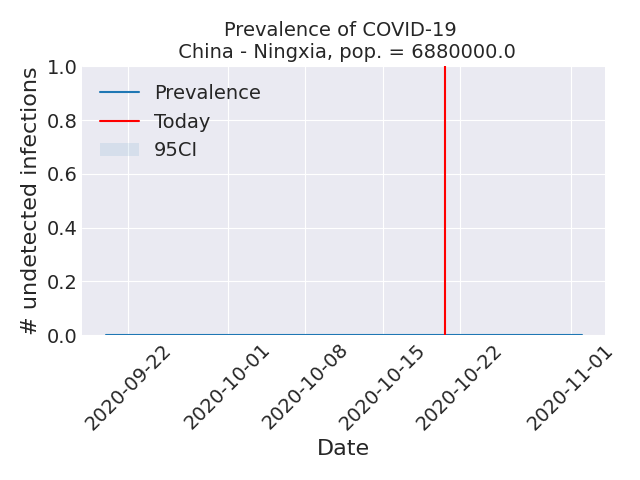 Prevalence of COVID-19
China - Ningxia, pop. = 6880000.0
# undetected infections
1.0
0.8
0.6
0.4
0.2
0.0
Prevalence
Today
95CI
2020-09-22
2020-10-01
2020-10-08
2020-10-15
2020-10-22
2020-11-01
Date